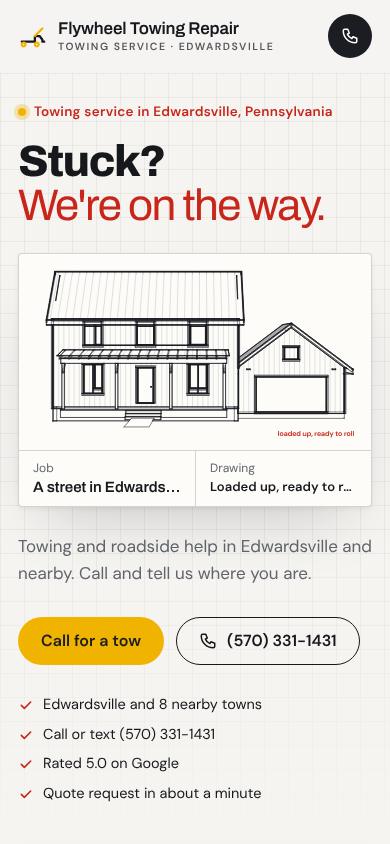 Flywheel Towing Repair
TOWING SERVICE · EDWARDSVILLE
Towing service in Edwardsville, Pennsylvania
Stuck?
We're on the way.
loaded up, ready to roll
Job
A street in Edwards...
Drawing
Loaded up, ready to r...
Towing and roadside help in Edwardsville and
nearby. Call and tell us where you are.
Call for a tow
(570) 331-1431
Edwardsville and 8 nearby towns
Call or text (570) 331-1431
Rated 5.0 on Google
Quote request in about a minute